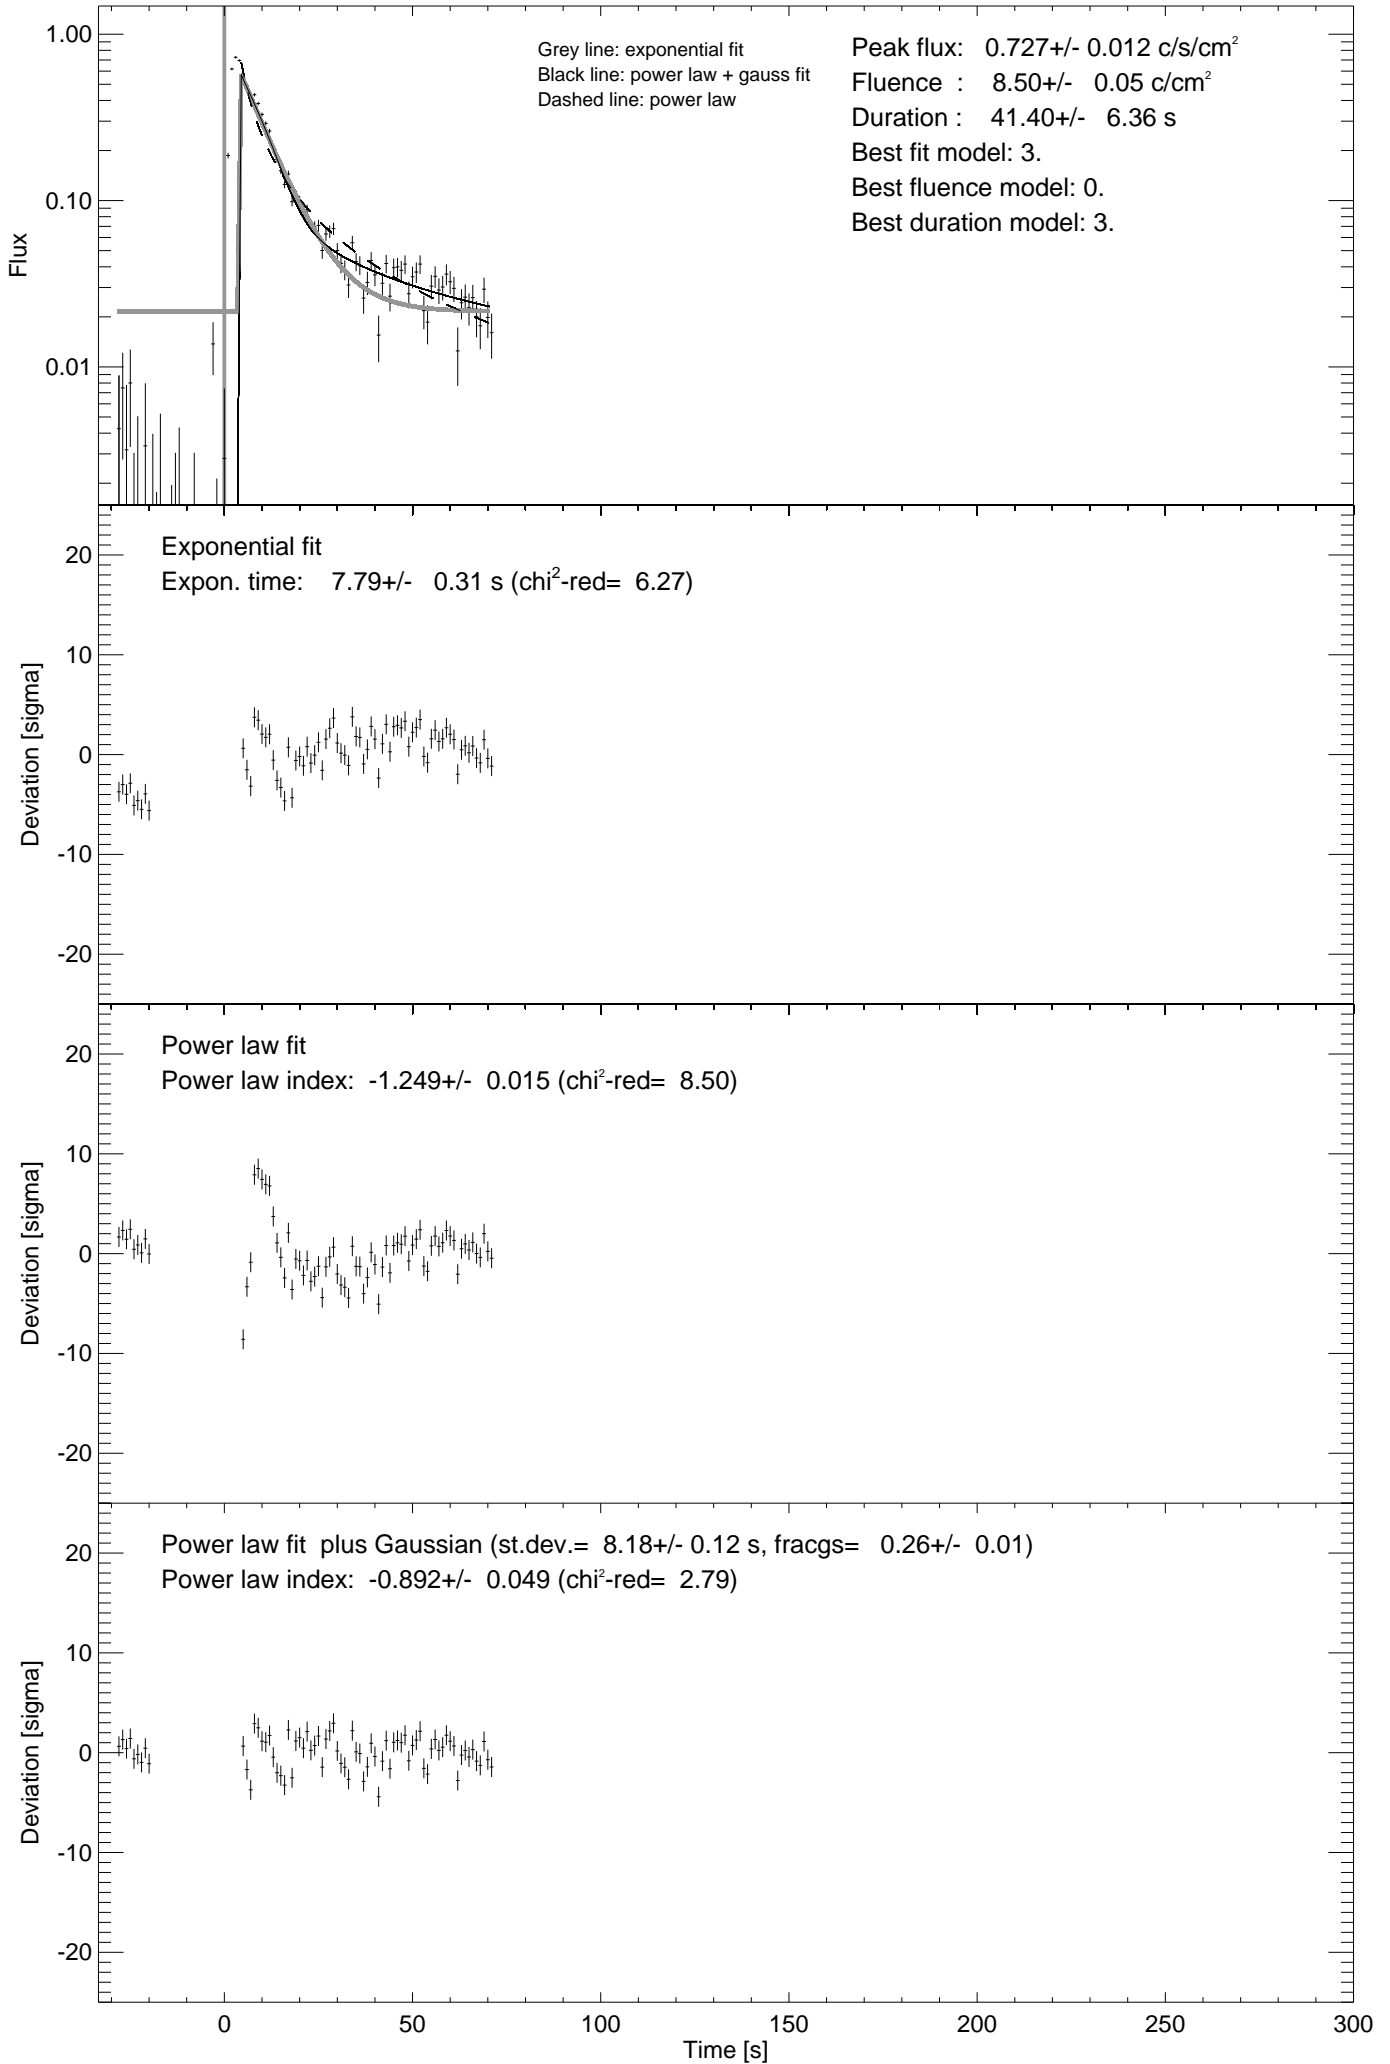 1.00
0.10
0.01
Flux
Grey line: exponential fit
Black line: power law + gauss fit
Dashed line: power law
Peak flux: 0.727+/- 0.012 c/s/cm²
Fluence : 8.50+/- 0.05 c/cm²
Duration : 41.40+/- 6.36 s
Best fit model: 3.
Best fluence model: 0.
Best duration model: 3.
20
10
0
-10
-20
Deviation [sigma]
Exponential fit
Expon. time: 7.79+/- 0.31 s (chi²-red= 6.27)
20
10
0
-10
-20
Deviation [sigma]
Power law fit
Power law index: -1.249+/- 0.015 (chi²-red= 8.50)
20
10
0
-10
-20
Deviation [sigma]
Power law fit plus Gaussian (st.dev.= 8.18+/- 0.12 s, fracgs= 0.26+/- 0.01)
Power law index: -0.892+/- 0.049 (chi²-red= 2.79)
0 50 100 150 200 250 300
Time [s]